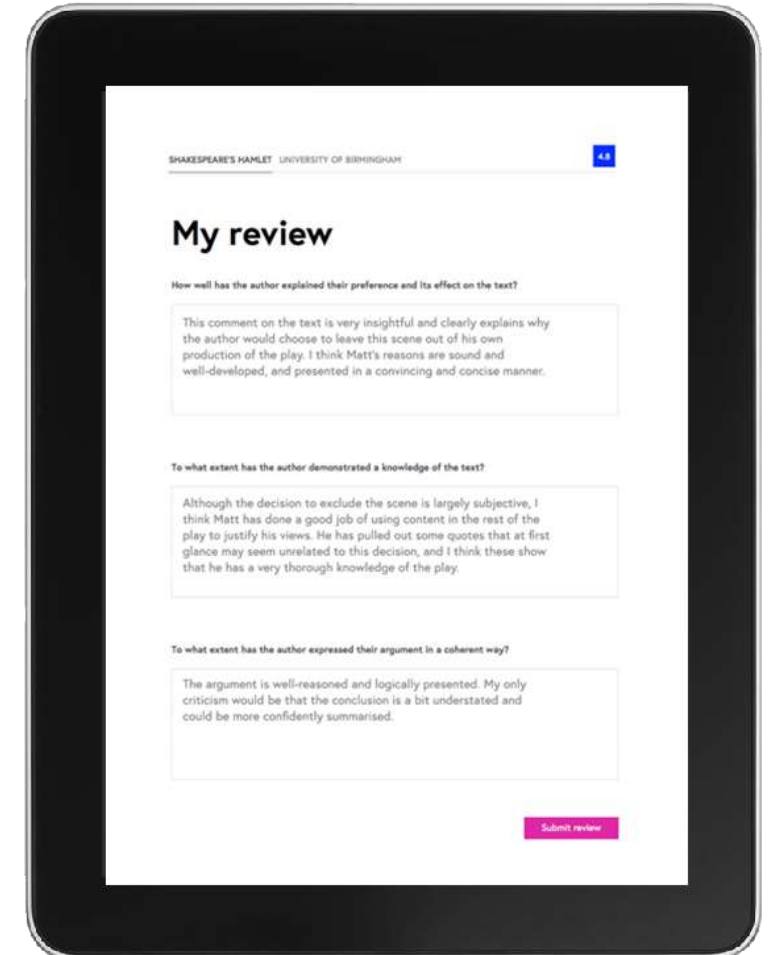 SHAKESPEARE'S HAMLET UNIVERSITY OF BIRMINGHAM 4.8
My review
How well has the author explained their preference and its effect on the text?
This comment on the text is very insightful and clearly explains why
the author would choose to leave this scene out of his own
production of the play. I think Matt's reasons are sound and
well-developed, and presented in a convincing and concise manner.
To what extent has the author demonstrated a knowledge of the text?
Although the decision to exclude the scene is largely subjective, I
think Matt has done a good job of using content in the rest of the
play to justify his views. He has pulled out some quotes that at first
glance may seem unrelated to this decision, and I think these show
that he has a very thorough knowledge of the play.
To what extent has the author expressed their argument in a coherent way?
The argument is well-reasoned and logically presented. My only
criticism would be that the conclusion is a bit understated and
could be more confidently summarised.
Submit review